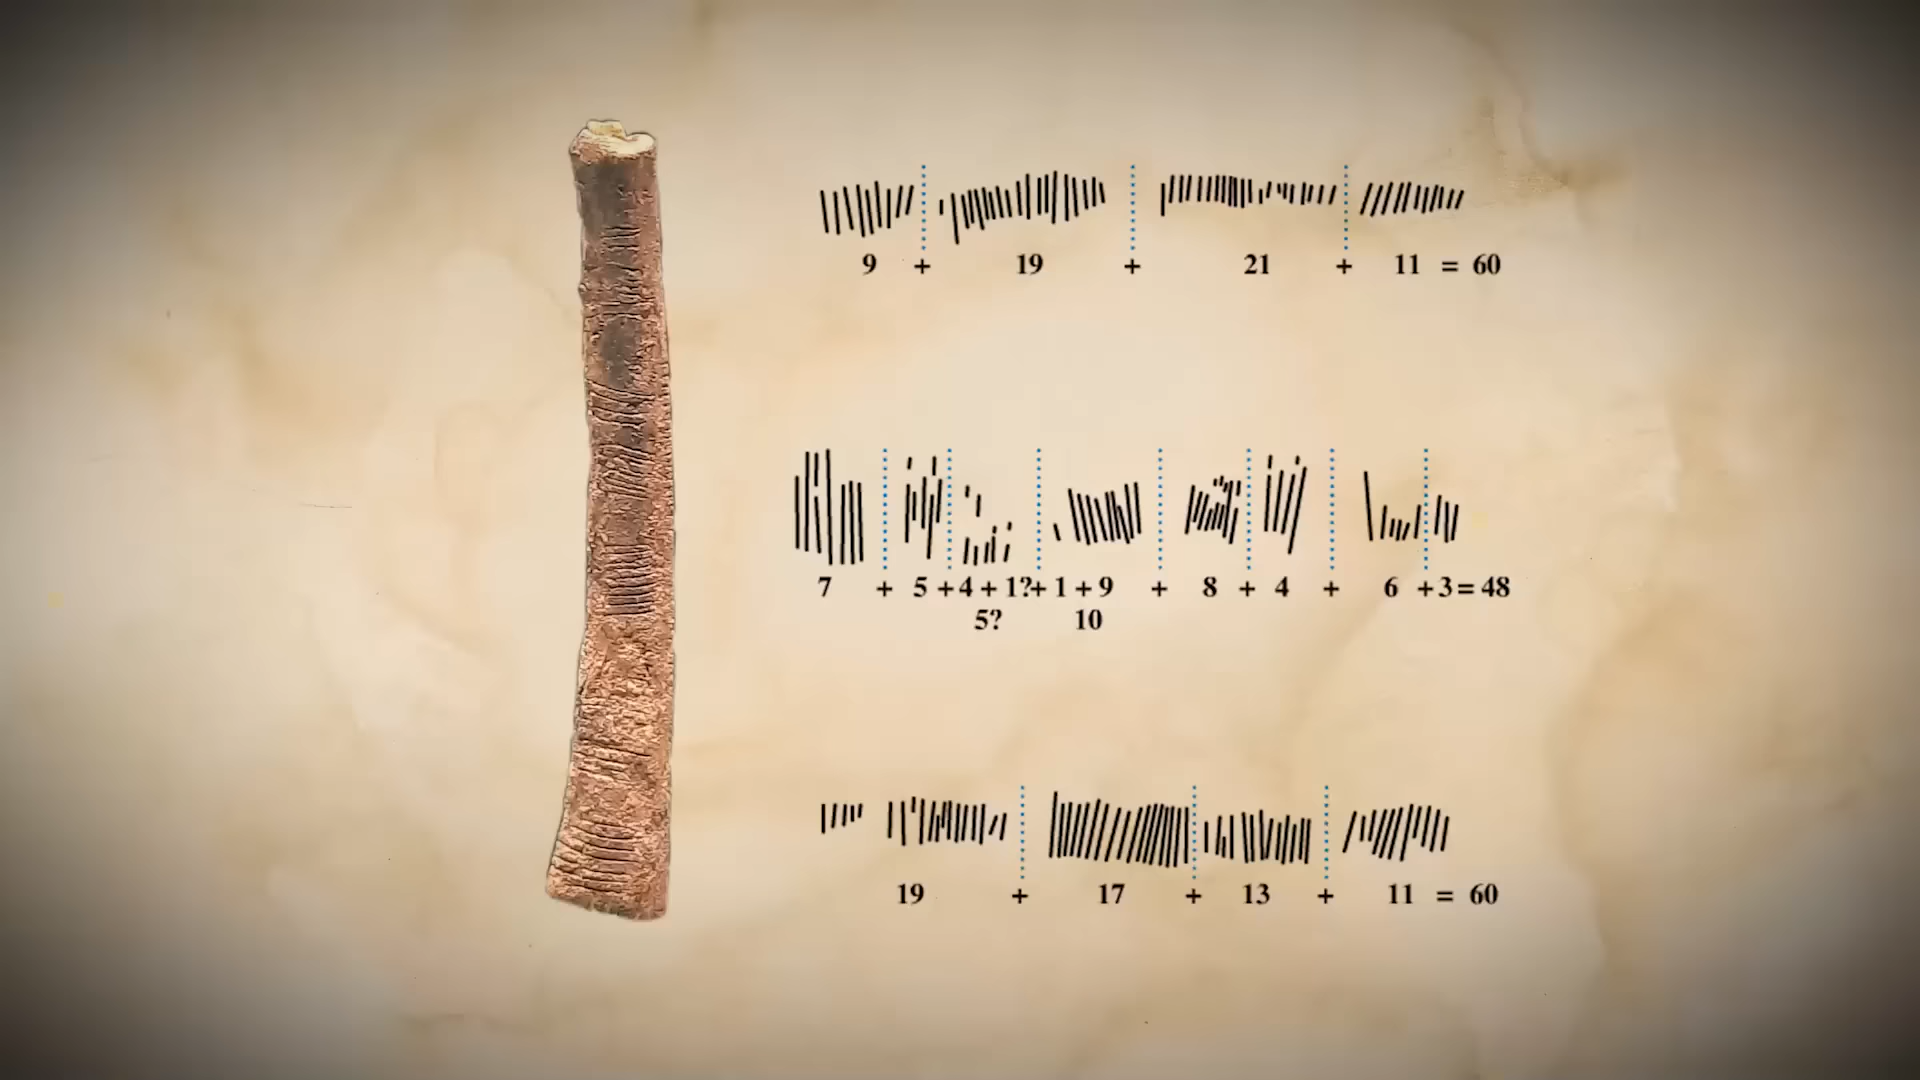 9 + 19 + 21 + 11 = 60
7 + 5 + 4 + 1?+ 1 + 9 + 8 + 4 + 6 + 3 = 48
5? 10
19 + 17 + 13 + 11 = 60